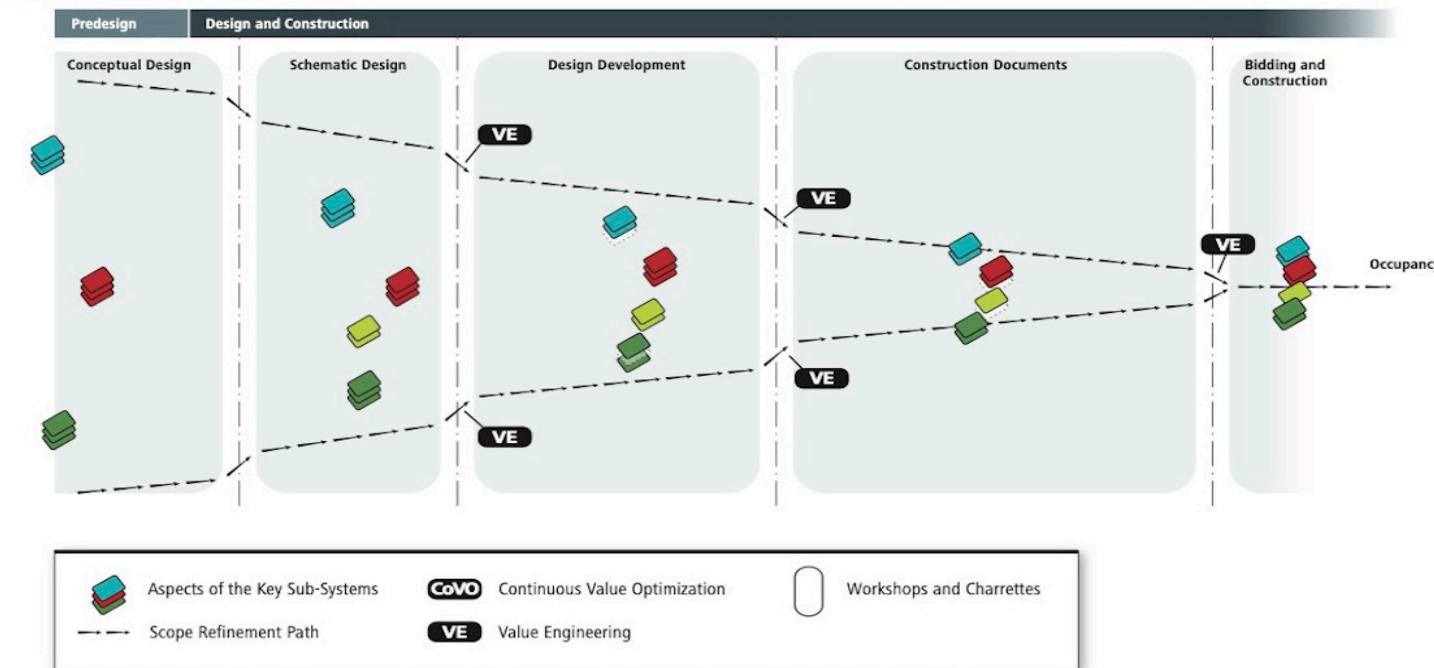 Predesign
Design and Construction
Conceptual Design
Schematic Design
Design Development
Construction Documents
Bidding and
Construction
VE
VE
VE
Occupanc
VE
VE
Aspects of the Key Sub-Systems
CoVO
Continuous Value Optimization
Workshops and Charrettes
Scope Refinement Path
VE
Value Engineering